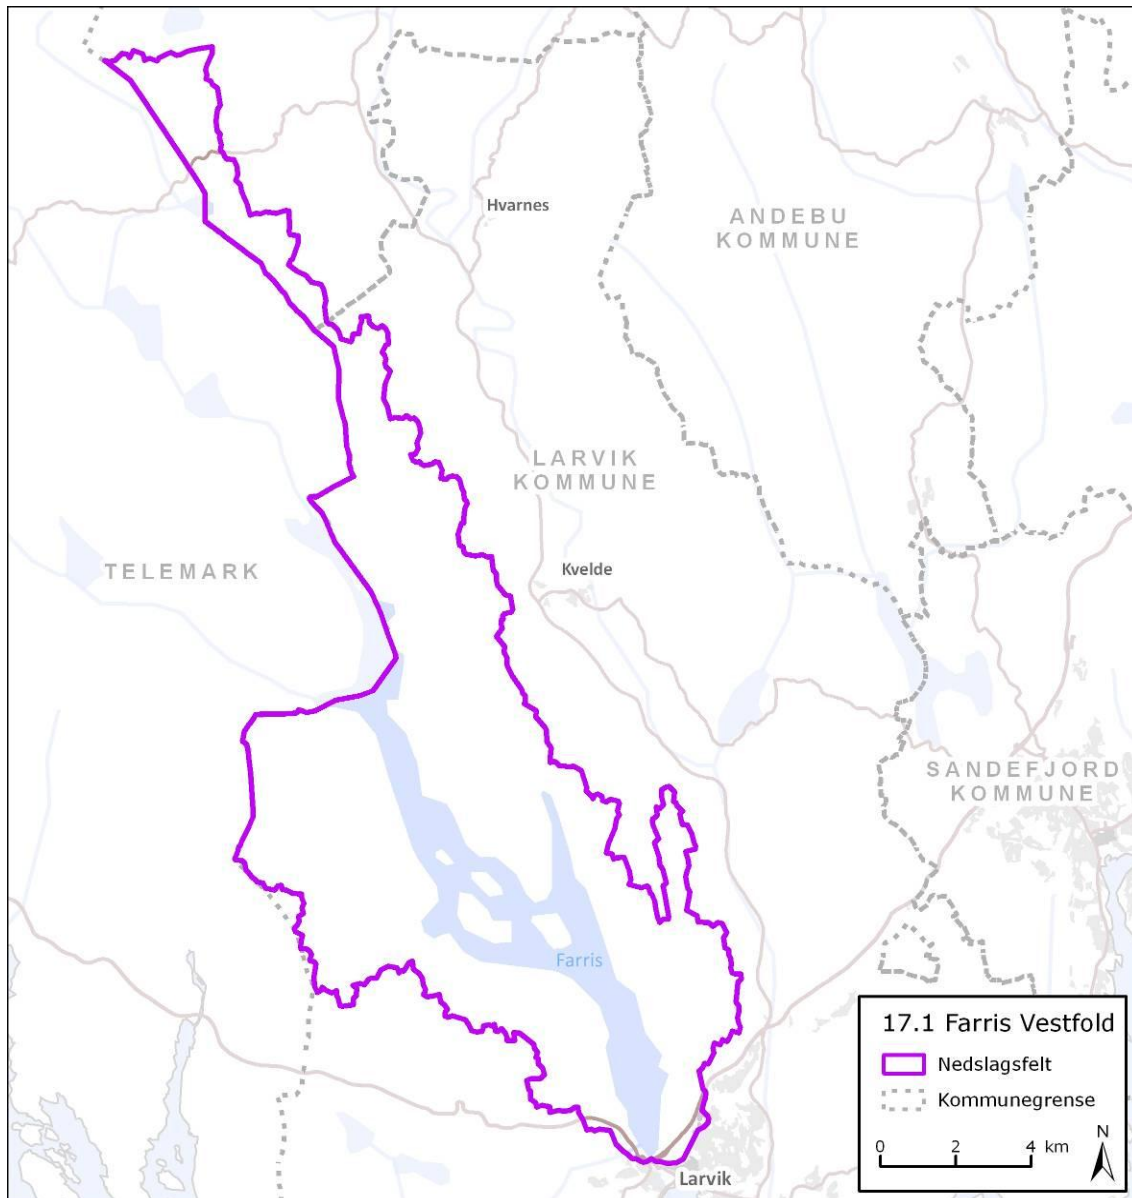 Hvarnes
ANDEBU
KOMMUNE
LARVIK
KOMMUNE
Kvelde
TELEMARK
SANDEFJORD
KOMMUNE
Farris
Larvik
17.1 Farris Vestfold
Nedslagsfelt
Kommunegrense
0 2 4 km
N